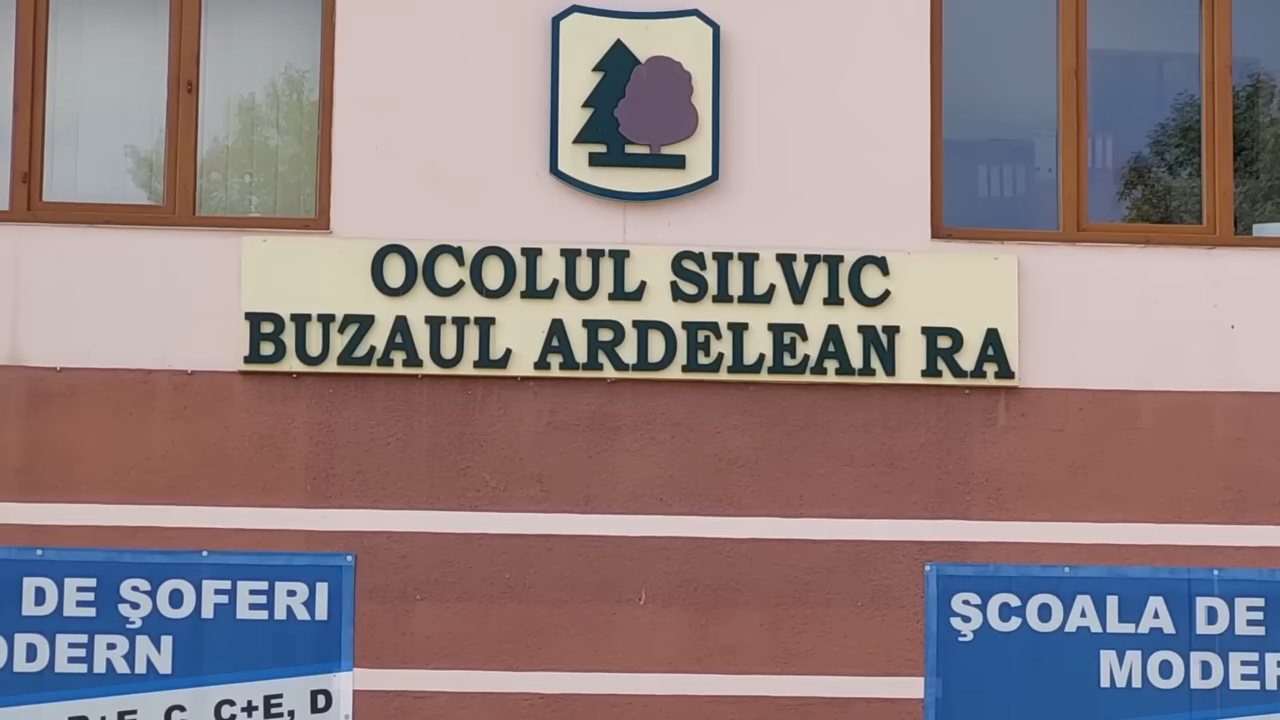 OCOLUL SILVIC
BUZAUL ARDELEAN RA
DE ŞOFERI
ODERN
C, C+E, D
ŞCOALA DE
MODER